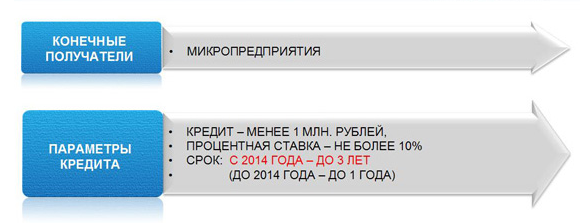 КОНЕЧНЫЕ
ПОЛУЧАТЕЛИ
• МИКРОПРЕДПРИЯТИЯ
ПАРАМЕТРЫ
КРЕДИТА
• КРЕДИТ – МЕНЕЕ 1 МЛН. РУБЛЕЙ,
• ПРОЦЕНТНАЯ СТАВКА – НЕ БОЛЕЕ 10%
• СРОК: С 2014 ГОДА – ДО 3 ЛЕТ
• (ДО 2014 ГОДА – ДО 1 ГОДА)